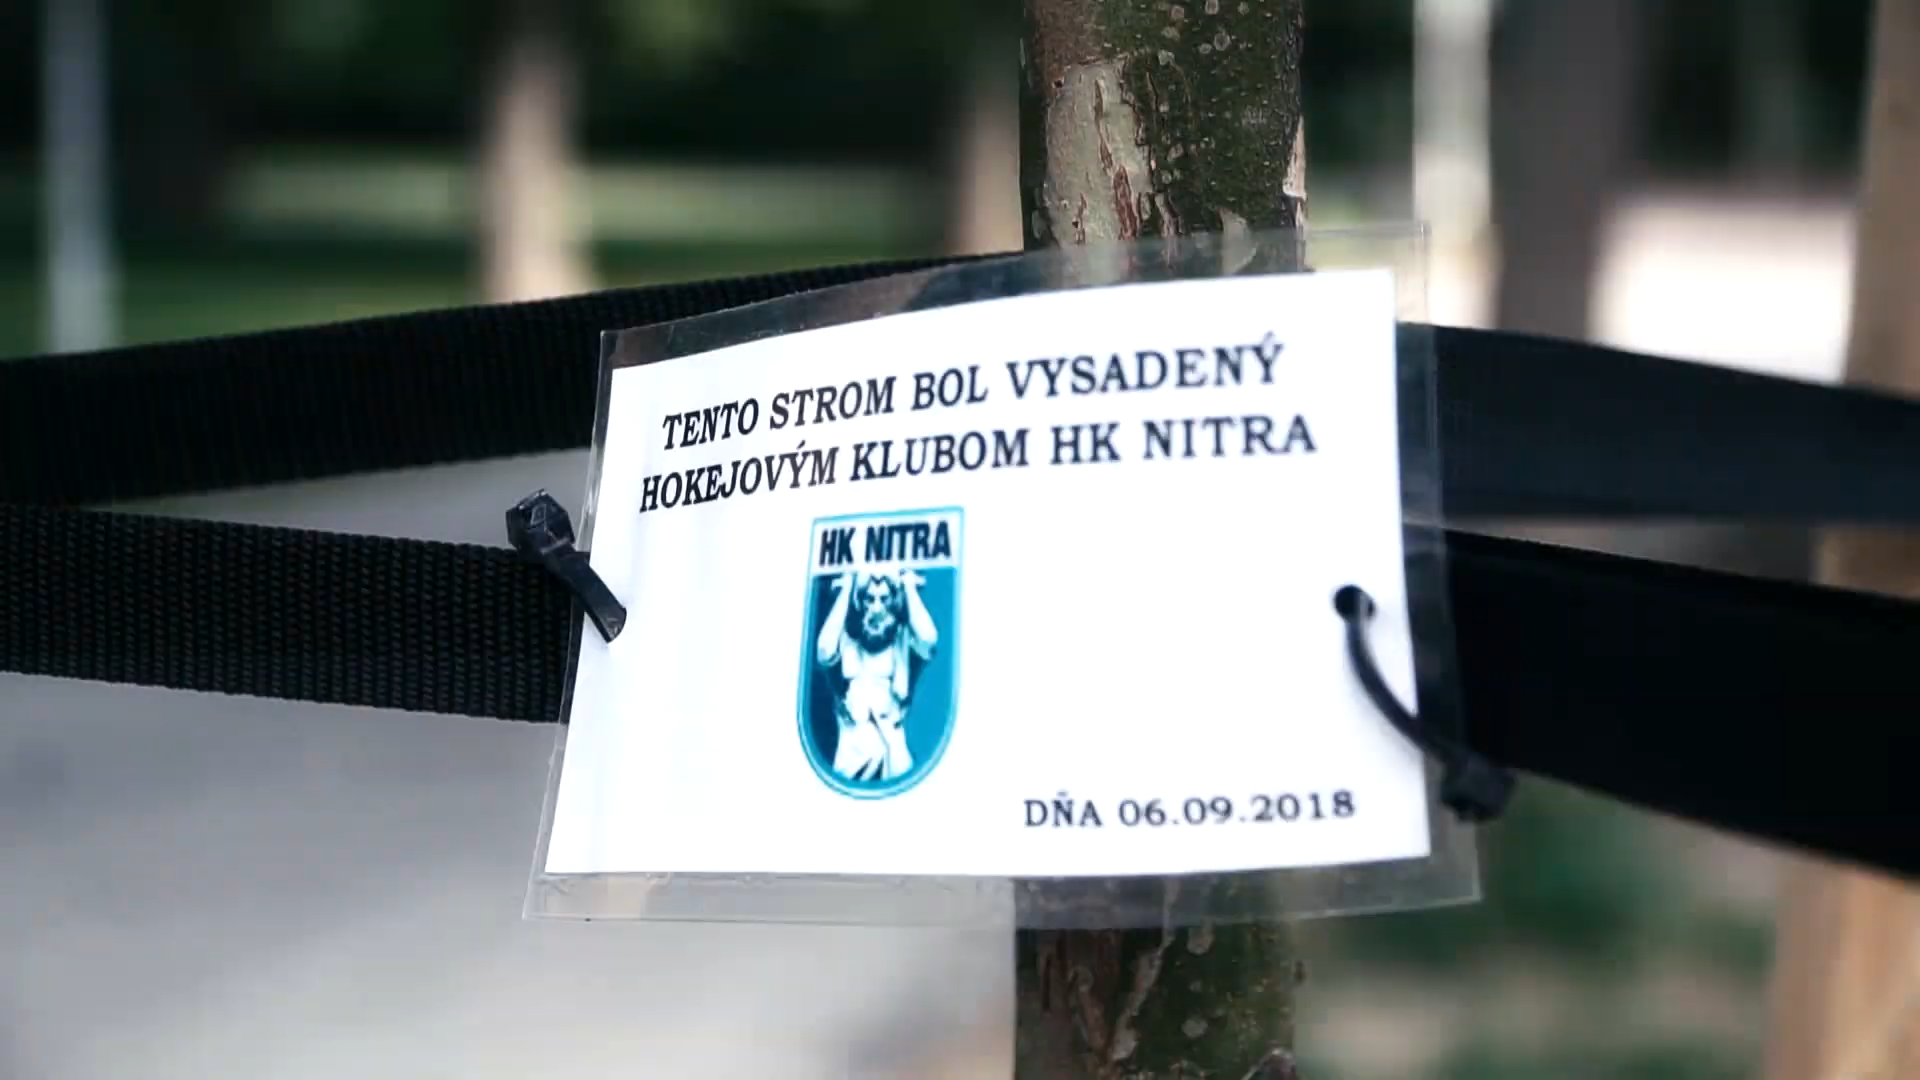 TENTO STROM BOL VYSADENÝ
HOKEJOVÝM KLUBOM HK NITRA
HK NITRA
DŇA 06.09.2018